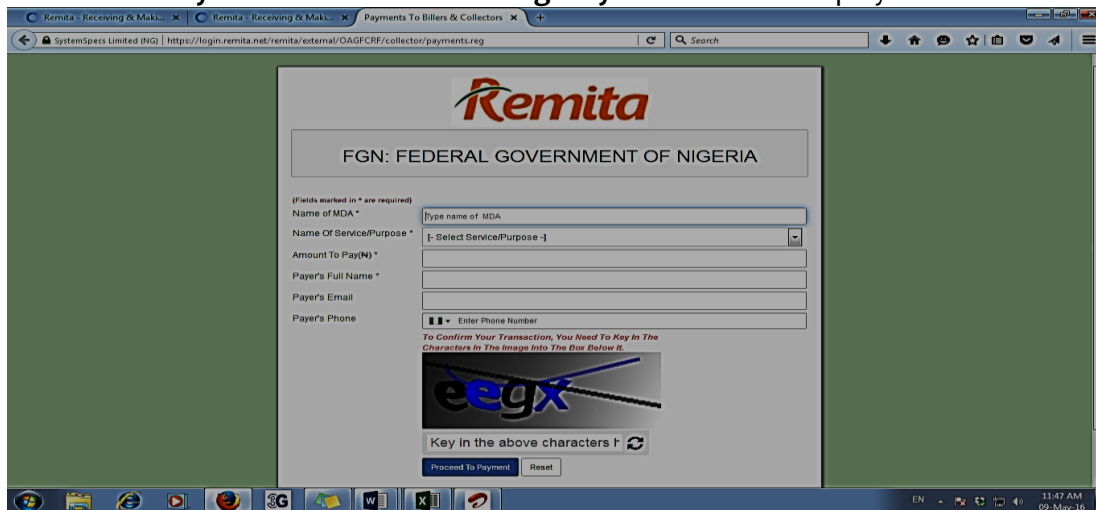 Remita - Receiving & Maki... × Remita - Receiving & Maki... × Payments To Billers & Collectors × +
SystemSpecs Limited (NG) https://login.remita.net/remita/external/OAGFCRF/collector/payments.reg Search
Remita
FGN: FEDERAL GOVERNMENT OF NIGERIA
(Fields marked in * are required)
Name of MDA * Type name of MDA
Name Of Service/Purpose * [- Select Service/Purpose -]
Amount To Pay(₦) *
Payer's Full Name *
Payer's Email
Payer's Phone Enter Phone Number
To Confirm Your Transaction, You Need To Key In The
Characters In The Image Into The Box Below It.
eegx
Key in the above characters h
Proceed To Payment Reset
3G W X EN 11:47 AM
09-May-16